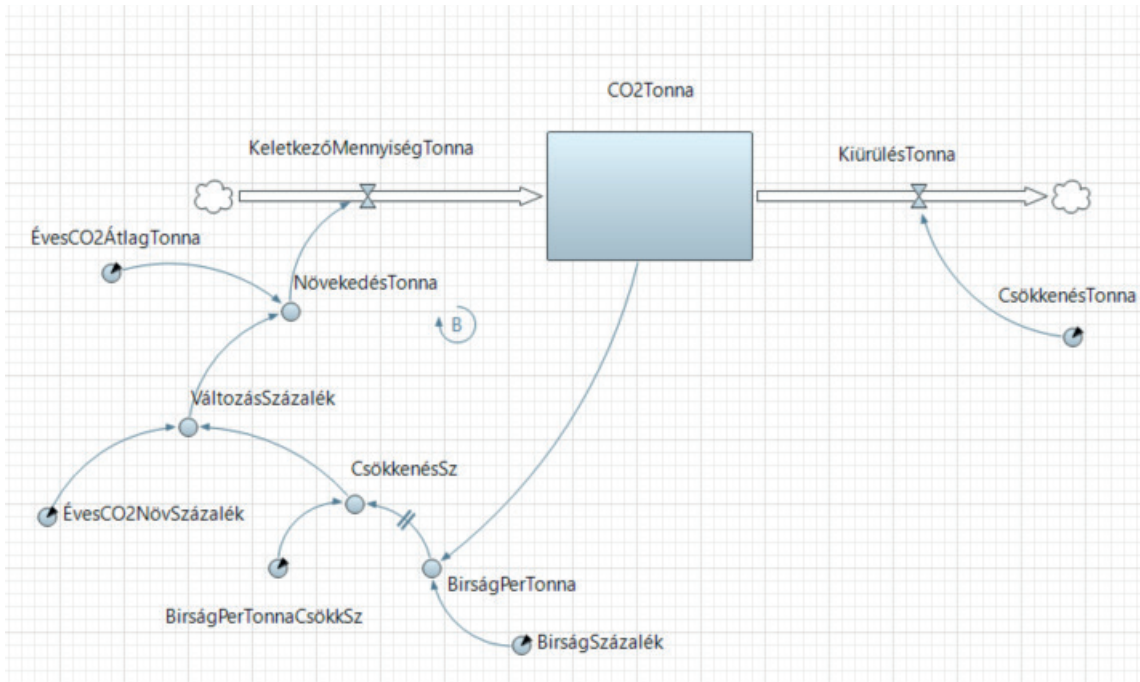 CO2Tonna
KeletkezőMennyiségTonna
KiürülésTonna
ÉvesCO2ÁtlagTonna
NövekedésTonna
CsökkenésTonna
B
VáltozásSzázalék
CsökkenésSz
ÉvesCO2NövSzázalék
BirságPerTonna
BirságPerTonnaCsökkSz
BirságSzázalék